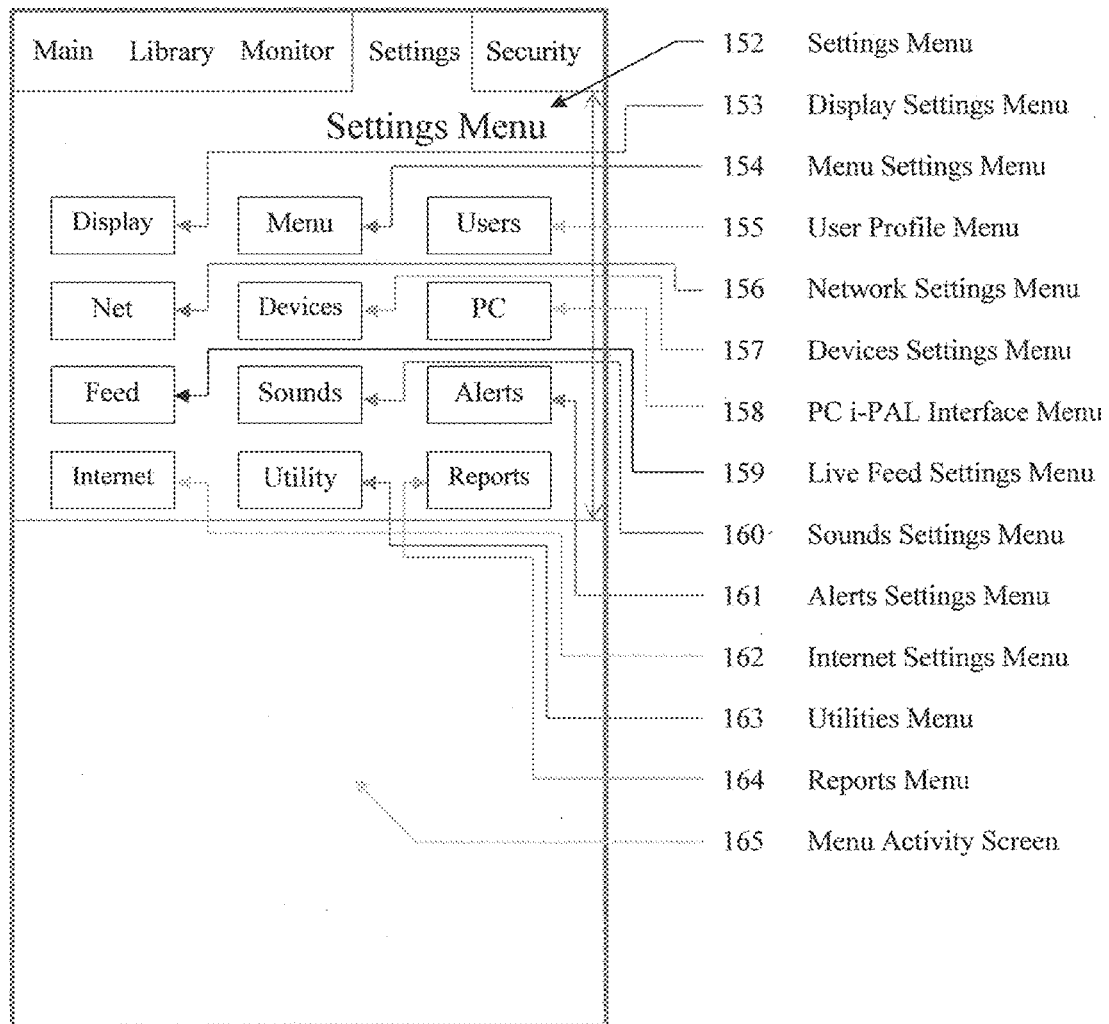 Main Library Monitor Settings Security
Settings Menu
Display Menu Users
Net Devices PC
Feed Sounds Alerts
Internet Utility Reports
152 Settings Menu
153 Display Settings Menu
154 Menu Settings Menu
155 User Profile Menu
156 Network Settings Menu
157 Devices Settings Menu
158 PC i-PAL Interface Menu
159 Live Feed Settings Menu
160 Sounds Settings Menu
161 Alerts Settings Menu
162 Internet Settings Menu
163 Utilities Menu
164 Reports Menu
165 Menu Activity Screen